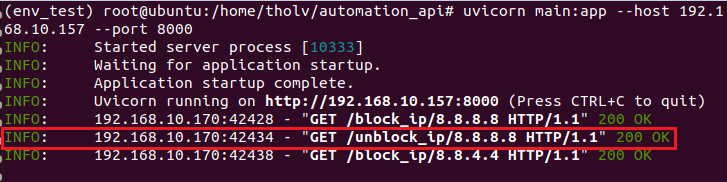 (env_test) root@ubuntu:/home/tholv/automation_api# uvicorn main:app --host 192.1
68.10.157 --port 8000
INFO:     Started server process [10333]
INFO:     Waiting for application startup.
INFO:     Application startup complete.
INFO:     Uvicorn running on http://192.168.10.157:8000 (Press CTRL+C to quit)
INFO:     192.168.10.170:42428 - "GET /block_ip/8.8.8.8 HTTP/1.1" 200 OK
INFO:     192.168.10.170:42434 - "GET /unblock_ip/8.8.8.8 HTTP/1.1" 200 OK
INFO:     192.168.10.170:42438 - "GET /block_ip/8.8.4.4 HTTP/1.1" 200 OK